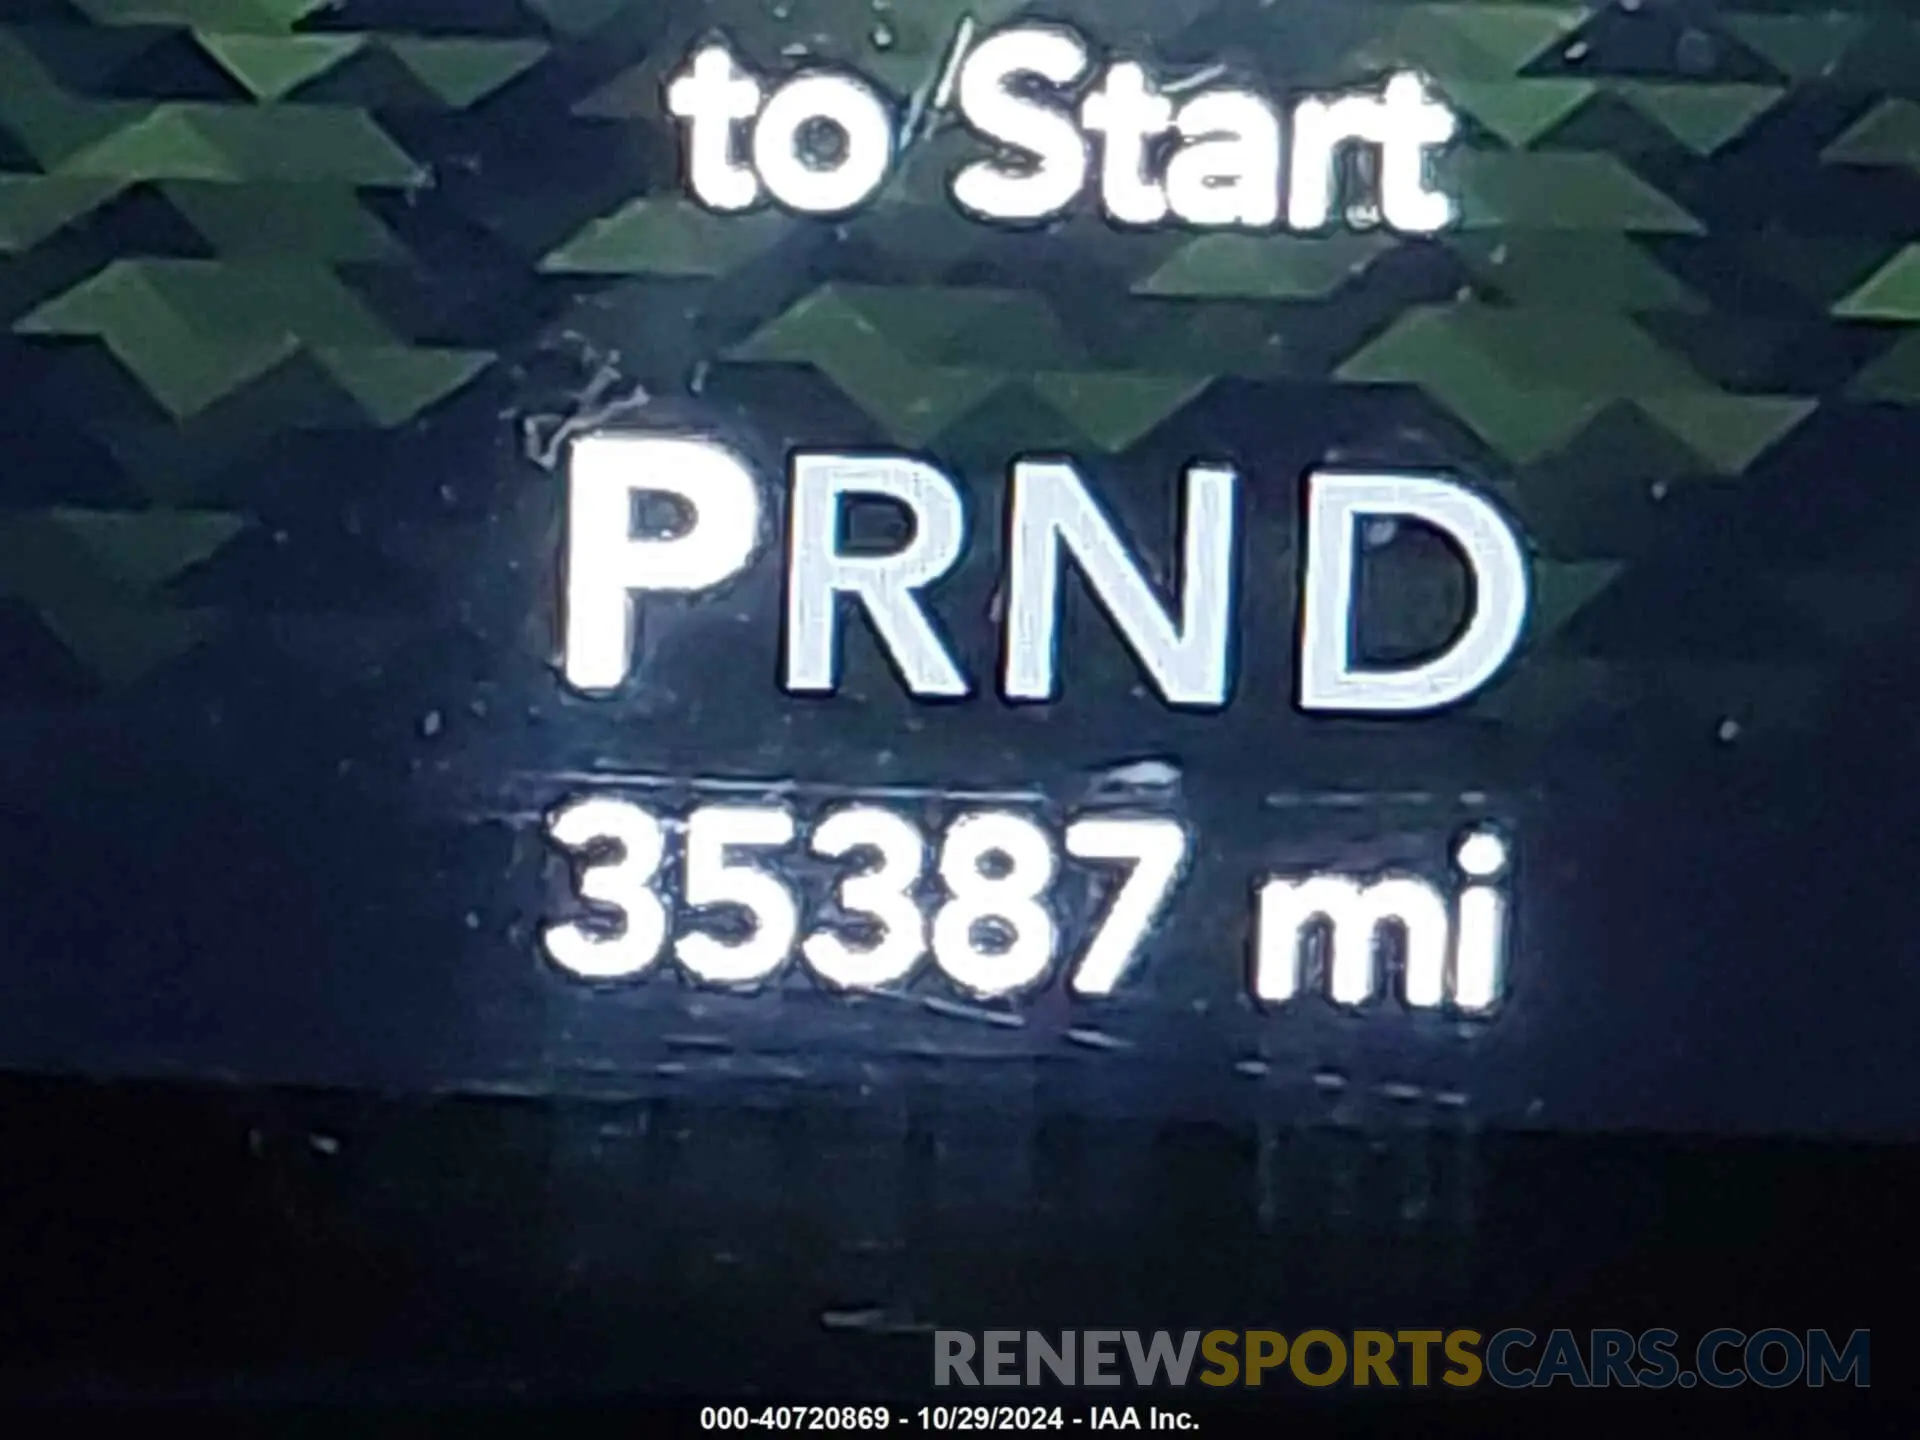 to Start
PRND
35387 mi
RENEWSPORTSCARS.COM
000-40720869 - 10/29/2024 - IAA Inc.